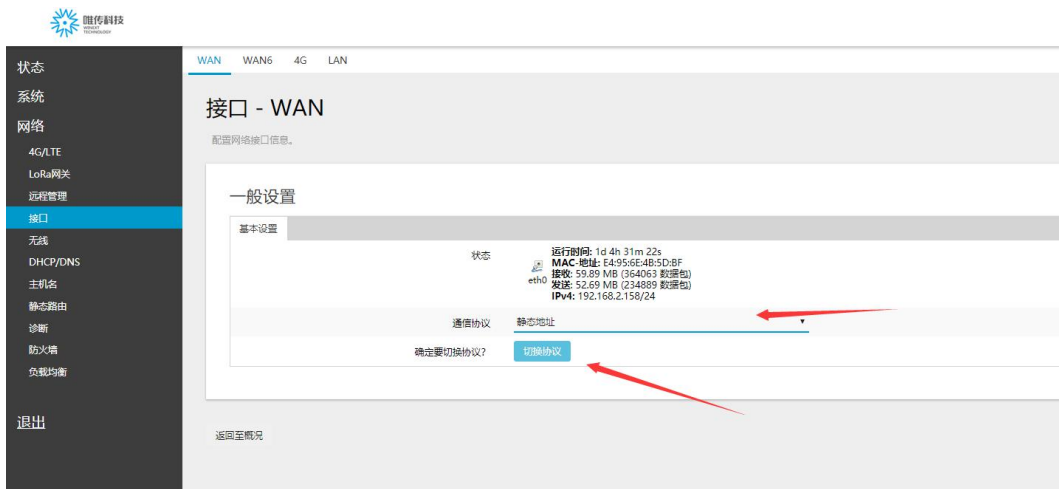 唯传科技
WINEXT
TECHNOLOGY
状态
系统
网络
4G/LTE
LoRa网关
远程管理
接口
无线
DHCP/DNS
主机名
静态路由
诊断
防火墙
负载均衡
退出
WAN WAN6 4G LAN
接口 - WAN
配置网络接口信息。
一般设置
基本设置
状态
eth0
运行时间: 1d 4h 31m 22s
MAC-地址: E4:95:6E:4B:5D:BF
接收: 59.89 MB (364063 数据包)
发送: 52.69 MB (234889 数据包)
IPv4: 192.168.2.158/24
通信协议 静态地址
确定要切换协议? 切换协议
返回至概况